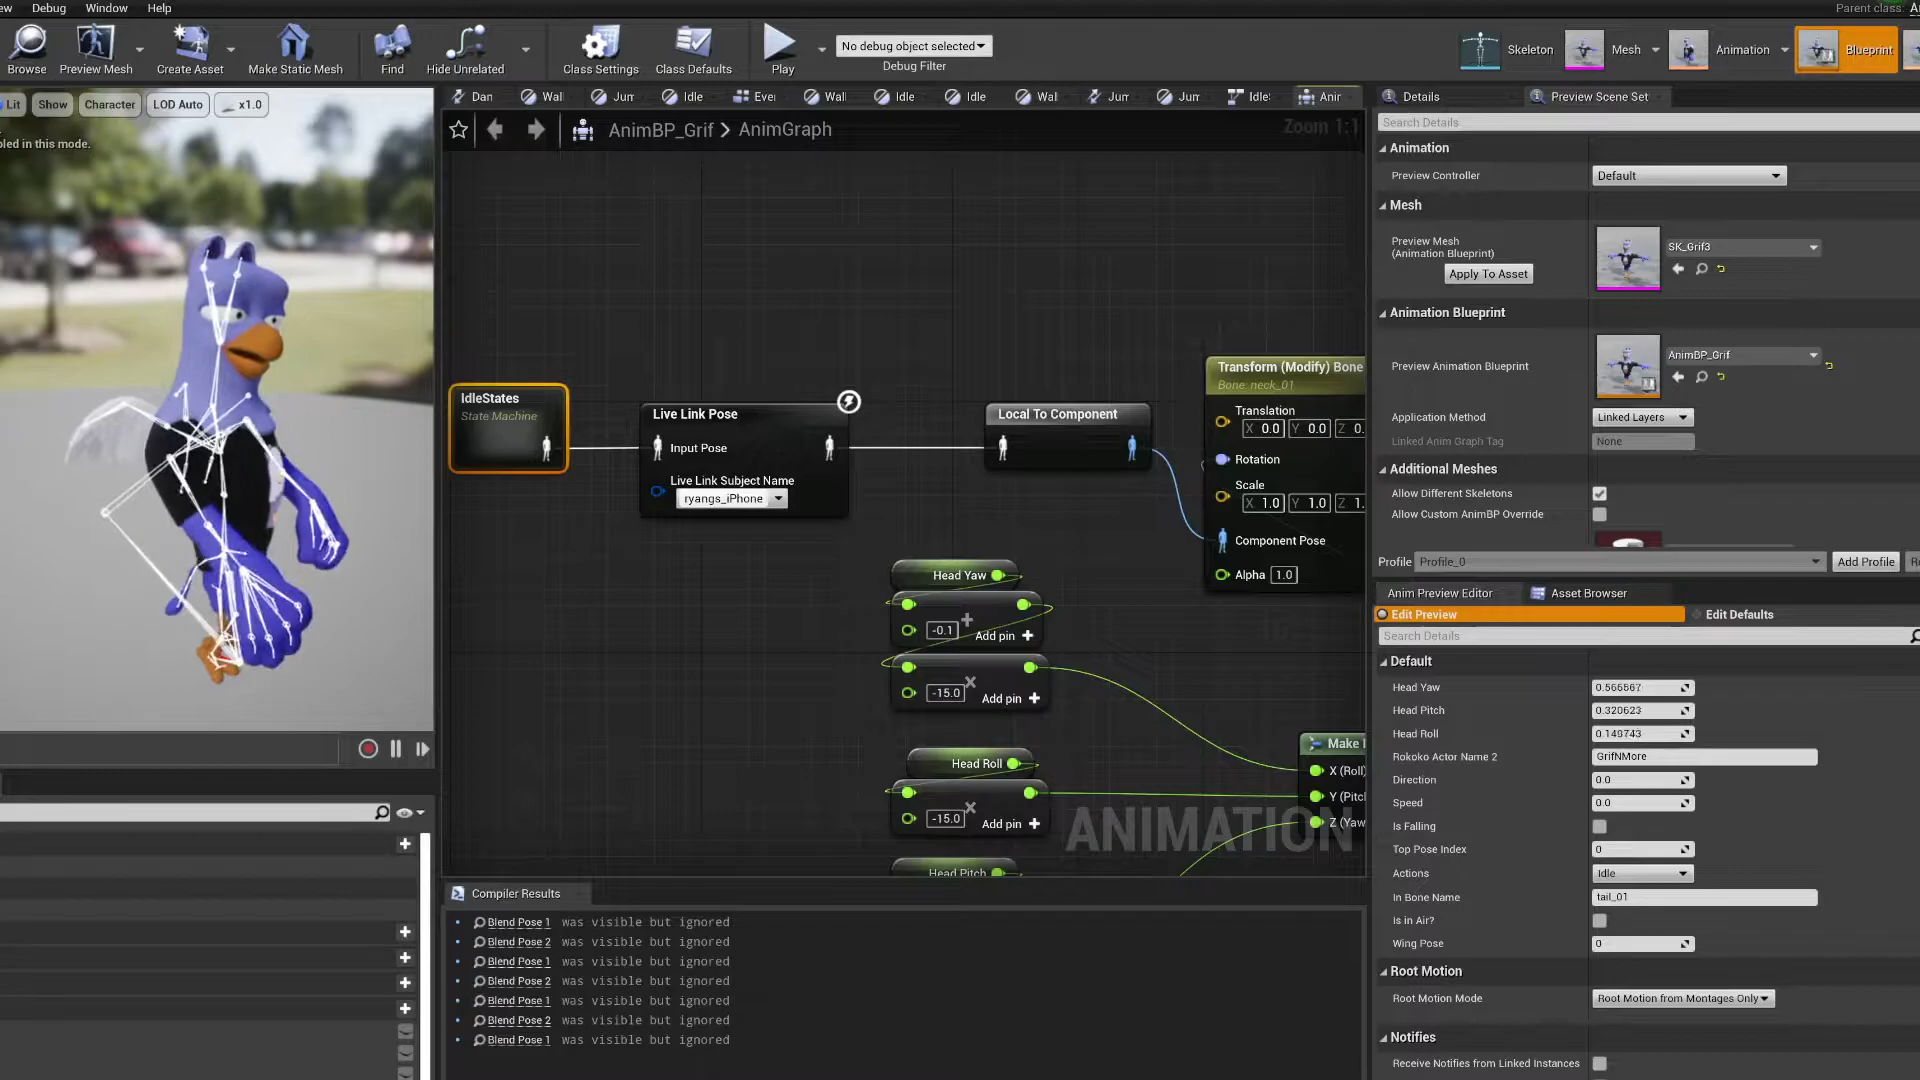 Debug Window Help
Parent class:
Browse Preview Mesh Create Asset Make Static Mesh Find Hide Unrelated Class Settings Class Defaults Play
No debug object selected
Debug Filter
Skeleton Mesh Animation Blueprint
Lit Show Character LOD Auto x1.0
in this mode.
Dan Wal Jum Idle Eve Wal Idle Idle Wal Jum Jum Idle Anir
AnimBP_Grif AnimGraph
Zoom 1:1
IdleStates
State Machine
Live Link Pose
Input Pose
Live Link Subject Name
ryangs_iPhone
Local To Component
Transform (Modify) Bone
Bone: neck_01
Translation
X 0.0 Y 0.0 Z 0.
Rotation
Scale
X 1.0 Y 1.0 Z 1.
Component Pose
Alpha 1.0
Head Yaw
-0.1
Add pin +
-15.0
Add pin +
Head Roll
-15.0
Add pin +
Head Pitch
Make
X (Roll)
Y (Pitc
Z (Yaw
ANIMATION
Compiler Results
Blend Pose 1 was visible but ignored
Blend Pose 2 was visible but ignored
Blend Pose 1 was visible but ignored
Blend Pose 2 was visible but ignored
Blend Pose 1 was visible but ignored
Blend Pose 2 was visible but ignored
Blend Pose 1 was visible but ignored
Details
Preview Scene Set
Search Details
Animation
Preview Controller Default
Mesh
Preview Mesh
(Animation Blueprint)
Apply To Asset
SK_Grif3
Animation Blueprint
Preview Animation Blueprint AnimBP_Grif
Application Method Linked Layers
Linked Anim Graph Tag None
Additional Meshes
Allow Different Skeletons
Allow Custom AnimBP Override
Profile Profile_0 Add Profile
Anim Preview Editor Asset Browser
Edit Preview Edit Defaults
Search Details
Default
Head Yaw 0.566567
Head Pitch 0.320623
Head Roll 0.148743
Rokoko Actor Name 2 GrifNMore
Direction 0.0
Speed 0.0
Is Falling
Top Pose Index 0
Actions Idle
In Bone Name tail_01
Is in Air?
Wing Pose 0
Root Motion
Root Motion Mode Root Motion from Montages Only
Notifies
Receive Notifies from Linked Instances